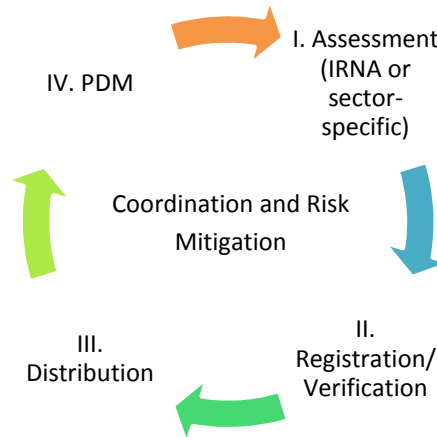 I. Assessment
(IRNA or
sector-
specific)
II.
Registration/
Verification
III.
Distribution
IV. PDM
Coordination and Risk
Mitigation